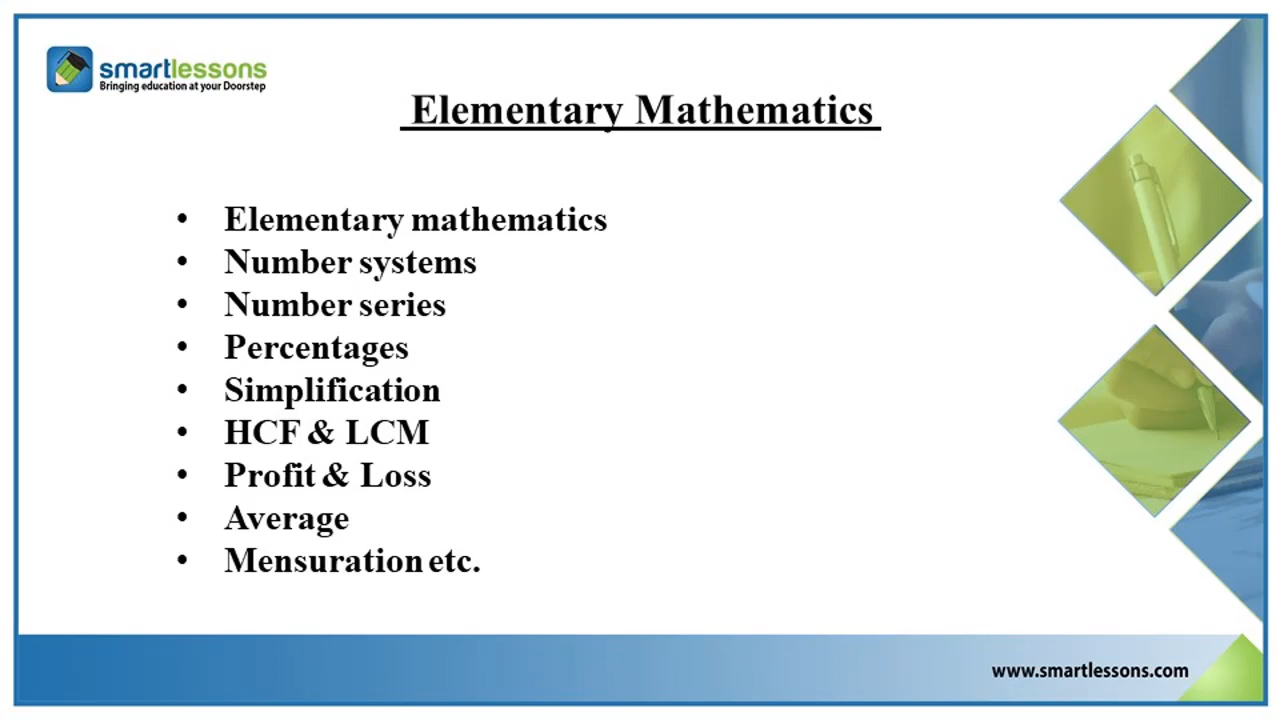 smartlessons
Bringing education at your Doorstep
Elementary Mathematics
• Elementary mathematics
• Number systems
• Number series
• Percentages
• Simplification
• HCF & LCM
• Profit & Loss
• Average
• Mensuration etc.
www.smartlessons.com